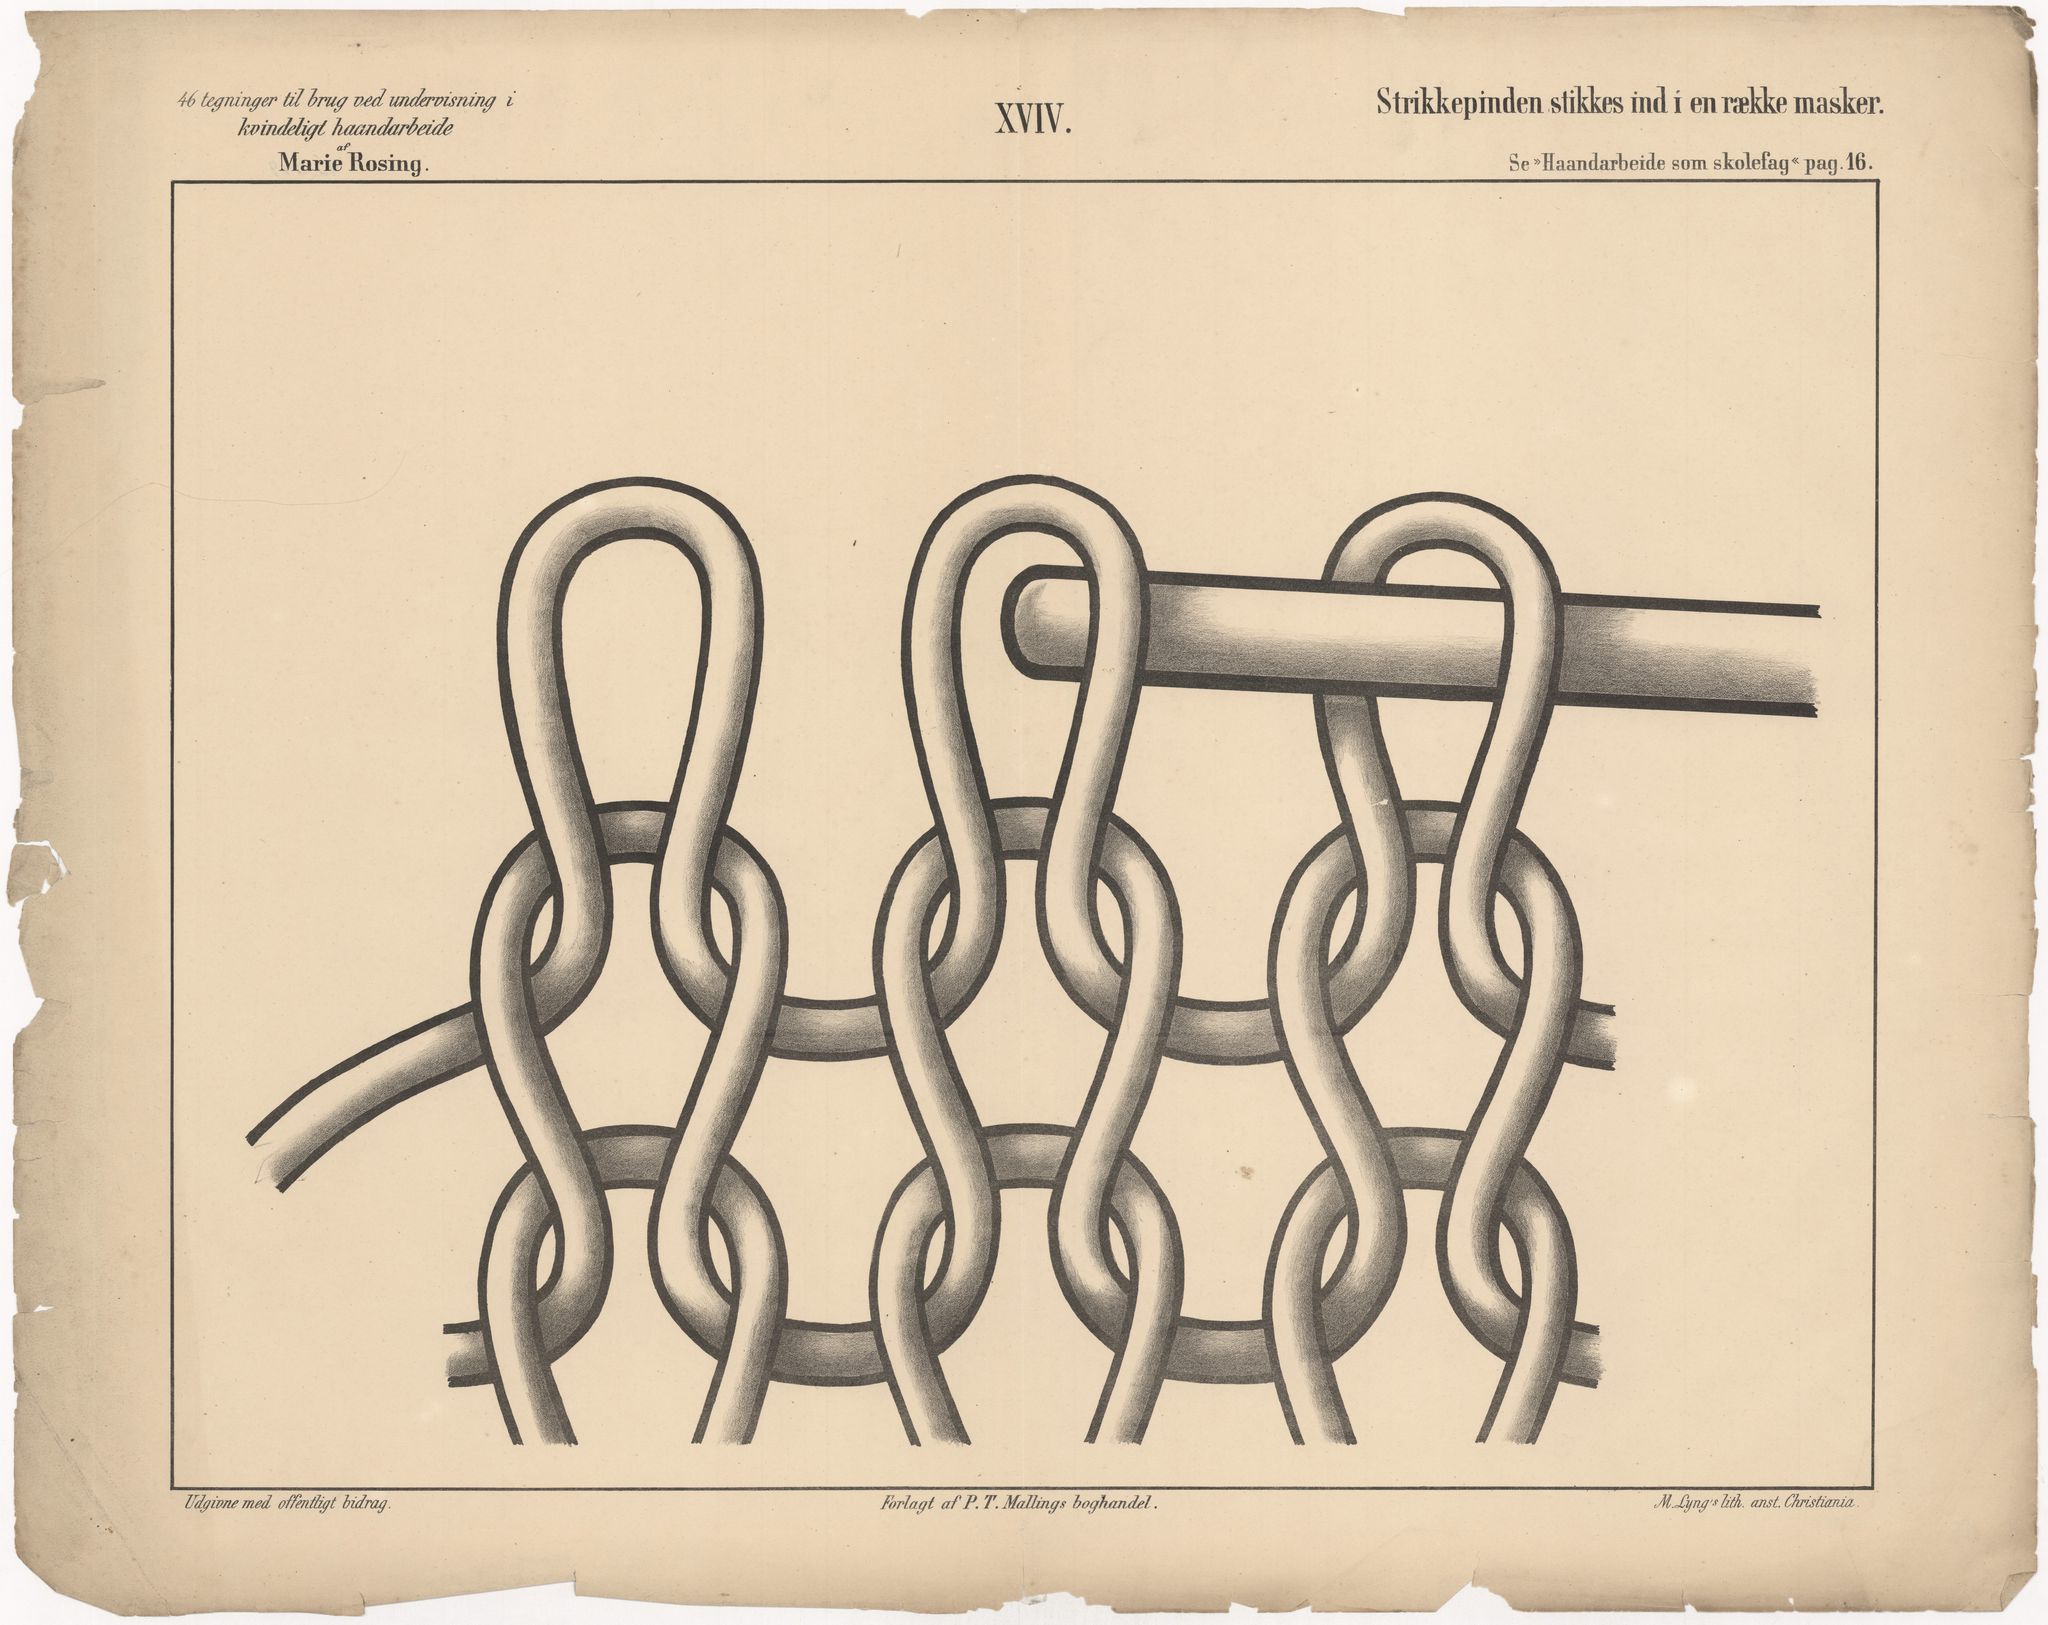 46 tegninger til brug ved undervisning i
kvindeligt haandarbeide
af
Marie Rosing.
XVIV.
Strikkepinden stikkes ind i en række masker.
Se »Haandarbeide som skolefag« pag. 16.
Udgivne med offentligt bidrag.
Forlagt af P. T. Mallings boghandel.
M. Lyng's lith. anst. Christiania.